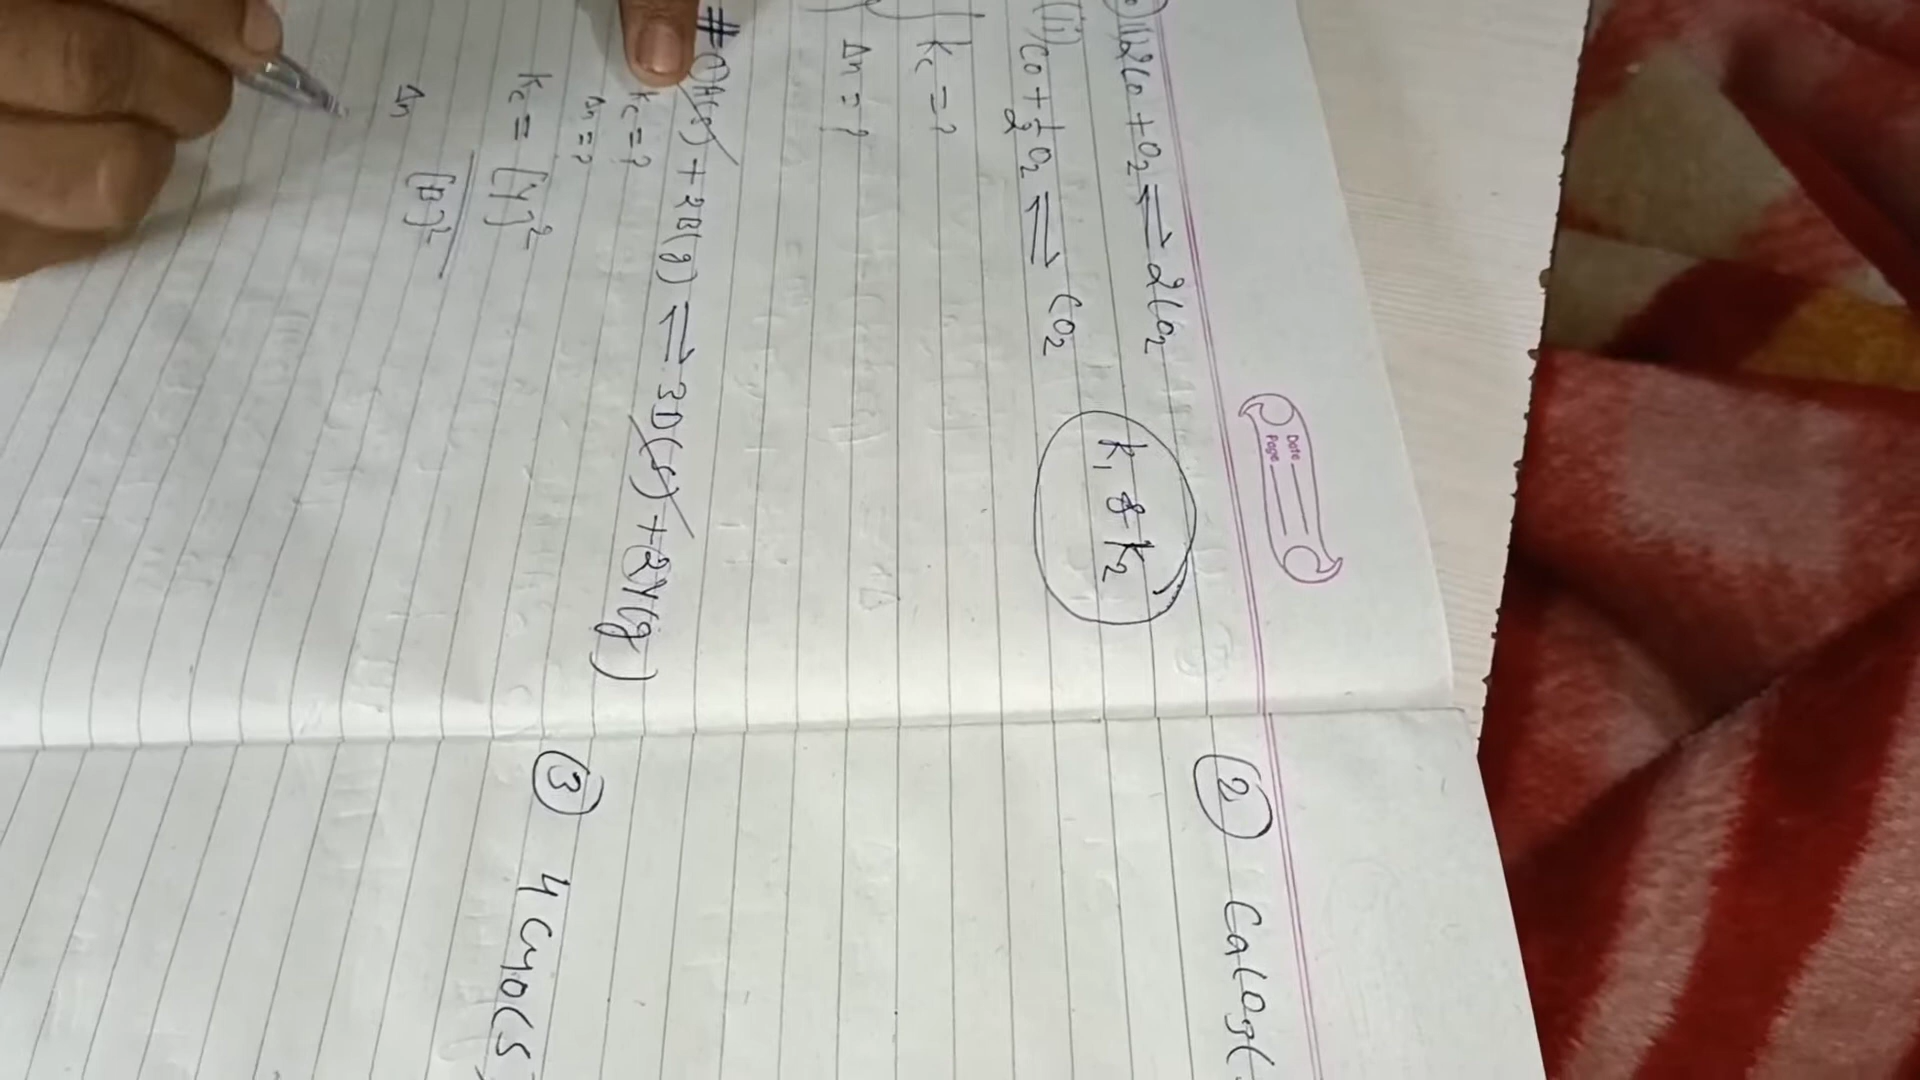 Date
Page
(i) 2CO + O2 ⇌ 2CO2
(ii) CO + 1/2 O2 ⇌ CO2
K1 & K2
Kc = ?
Δn = ?
# ① A(s) + 2B(g) ⇌ 3D(s) + 2Y(g)
Kc = ?
Δn = ?
Kc = [Y]²
[B]²
Δn
② CaCO3(
③ 4CuO(s